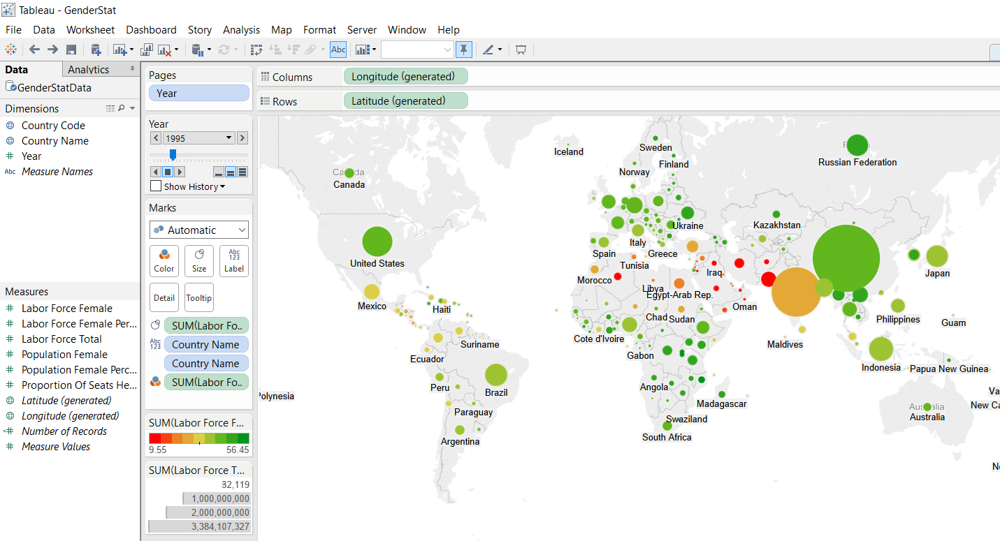 Tableau - GenderStat
File Data Worksheet Dashboard Story Analysis Map Format Server Window Help
Abc
Data Analytics
GenderStatData
Dimensions
Country Code
Country Name
Year
Abc Measure Names
Measures
Labor Force Female
Labor Force Female Per...
Labor Force Total
Population Female
Population Female Perc...
Proportion Of Seats He...
Latitude (generated)
Longitude (generated)
Number of Records
Measure Values
Pages
Year
Year
1995
Show History
Marks
Automatic
Color Size Abc 123 Label
Detail Tooltip
SUM(Labor Fo..
Abc 123 Country Name
Country Name
SUM(Labor Fo..
SUM(Labor Force F...
9.55 56.45
SUM(Labor Force T...
32,119
1,000,000,000
2,000,000,000
3,384,107,327
Columns Longitude (generated)
Rows Latitude (generated)
Iceland
Sweden
Finland
Norway
Russian Federation
Canada
Canada
Ukraine
Kazakhstan
United States
Italy
Spain
Greece
Tunisia
Iraq
Japan
Morocco
Libya
Egypt-Arab Rep.
Mexico
Haiti
Oman
Chad
Sudan
Philippines
Guam
Cote d'Ivoire
Maldives
Suriname
Ecuador
Gabon
Indonesia
Papua New Guinea
Peru
Brazil
Angola
Polynesia
Madagascar
Va
New Ca
Paraguay
Swaziland
Australia
Australia
South Africa
Argentina